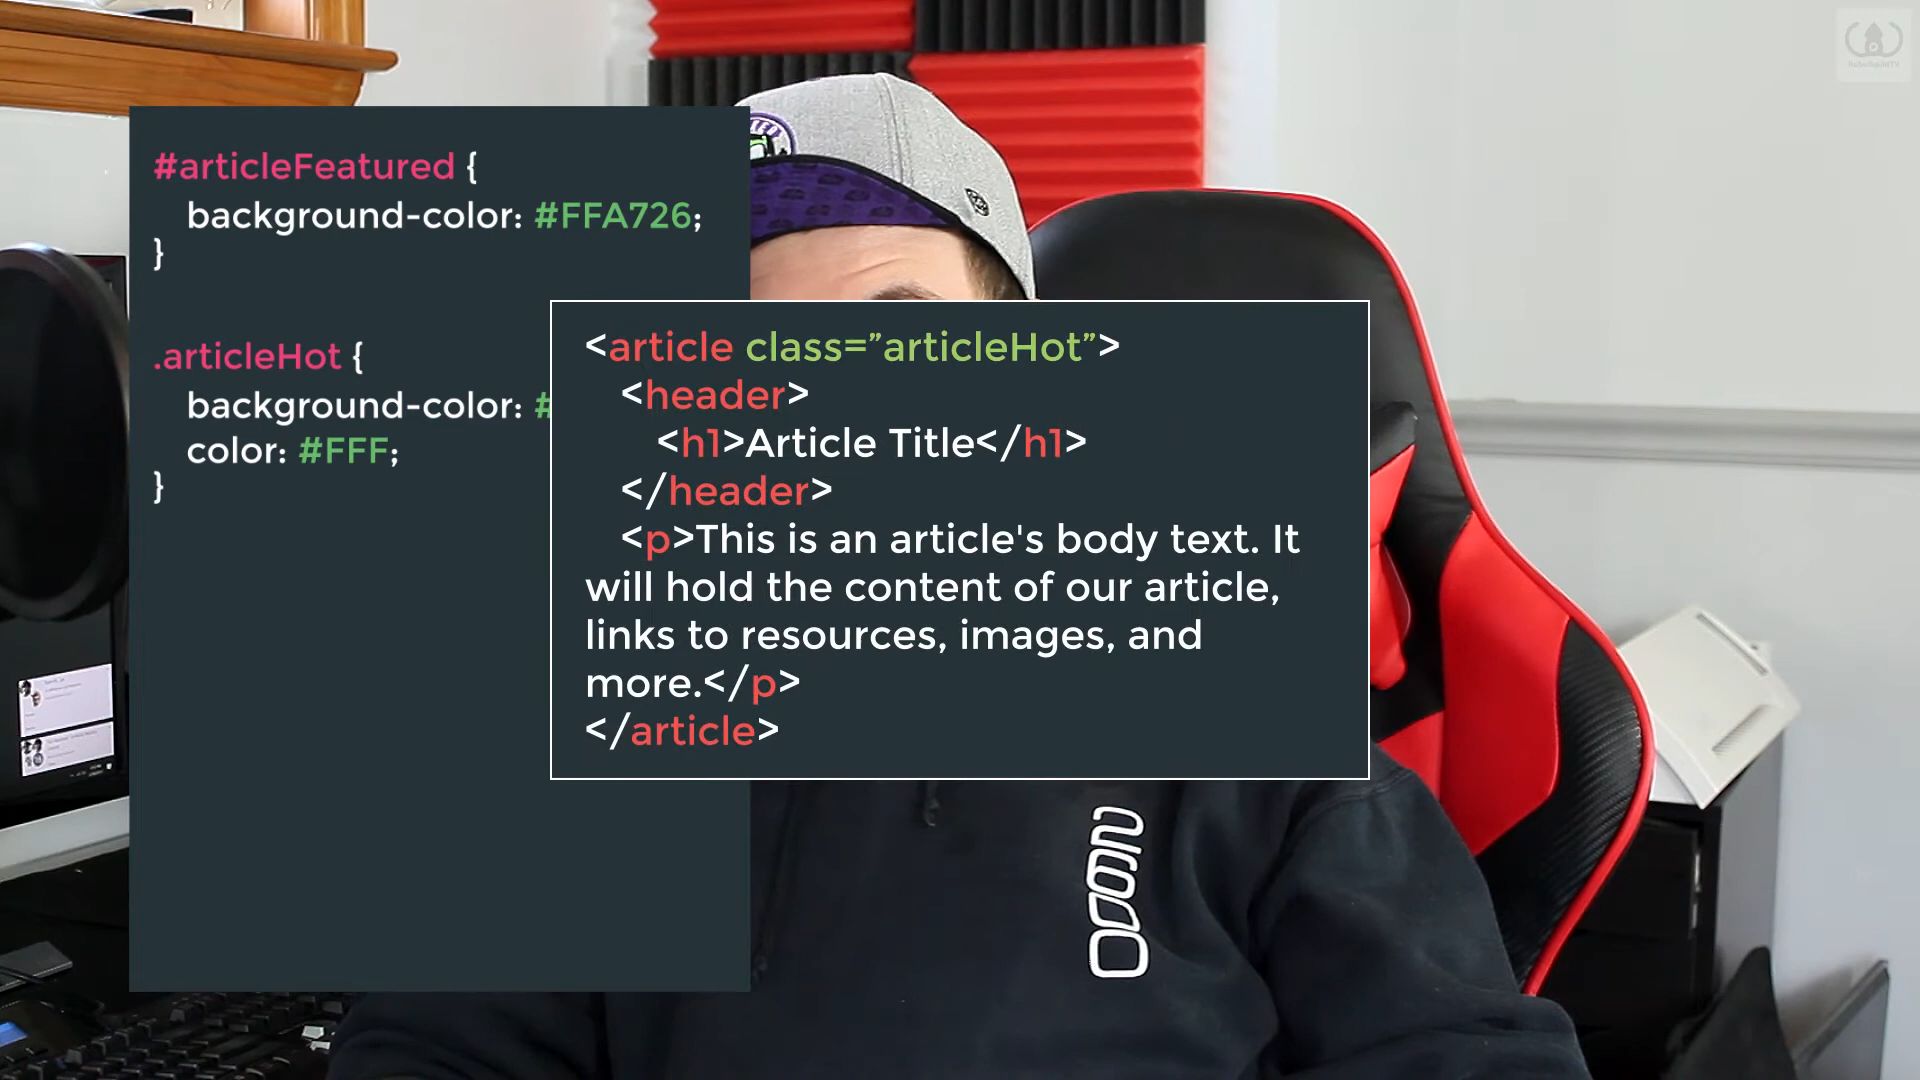 #articleFeatured {
background-color: #FFA726;
}
.articleHot {
background-color: #
color: #FFF;
}
<article class=”articleHot”>
<header>
<h1>Article Title</h1>
</header>
<p>This is an article's body text. It
will hold the content of our article,
links to resources, images, and
more.</p>
</article>